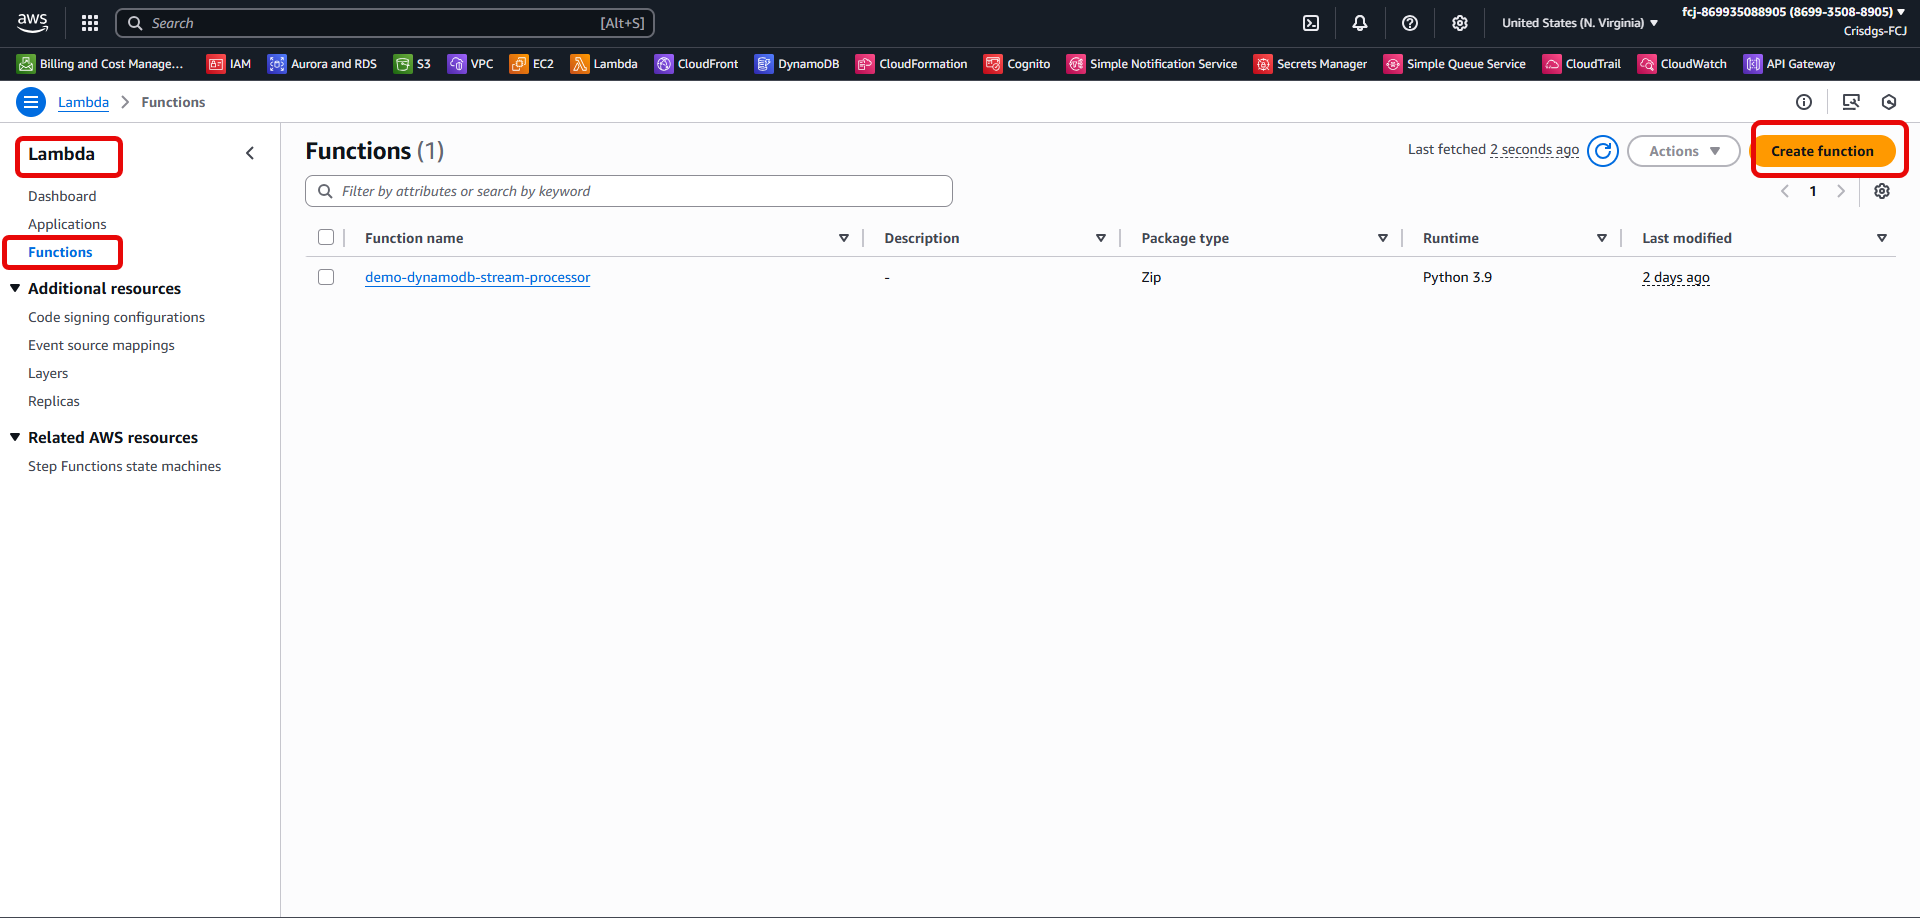 aws
Search [Alt+S]
United States (N. Virginia)
fcj-869935088905 (8699-3508-8905)
Crisdgs-FCJ
Billing and Cost Manage... IAM Aurora and RDS S3 VPC EC2 Lambda CloudFront DynamoDB CloudFormation Cognito Simple Notification Service Secrets Manager Simple Queue Service CloudTrail CloudWatch API Gateway
Lambda Functions
Lambda
Dashboard
Applications
Functions
Additional resources
Code signing configurations
Event source mappings
Layers
Replicas
Related AWS resources
Step Functions state machines
Functions (1)
Last fetched 2 seconds ago
Actions
Create function
Filter by attributes or search by keyword
1
Function name Description Package type Runtime Last modified
demo-dynamodb-stream-processor - Zip Python 3.9 2 days ago